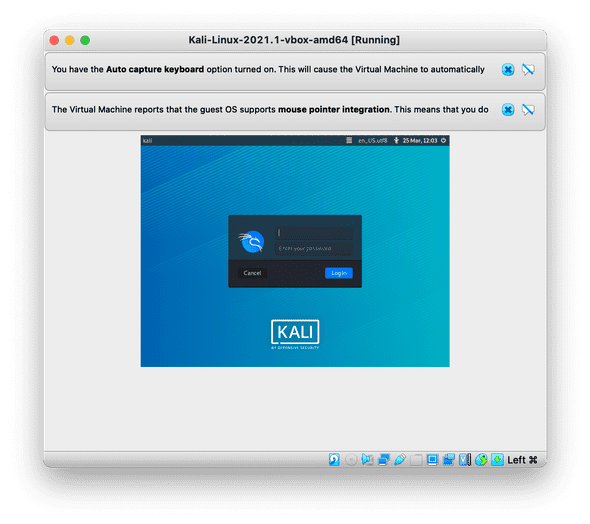 Kali-Linux-2021.1-vbox-amd64 [Running]
You have the Auto capture keyboard option turned on. This will cause the Virtual Machine to automatically
The Virtual Machine reports that the guest OS supports mouse pointer integration. This means that you do
kali en_US.utf8 25 Mar, 12:03
Enter your password
Cancel Log In
KALI
BY OFFENSIVE SECURITY
Left ⌘